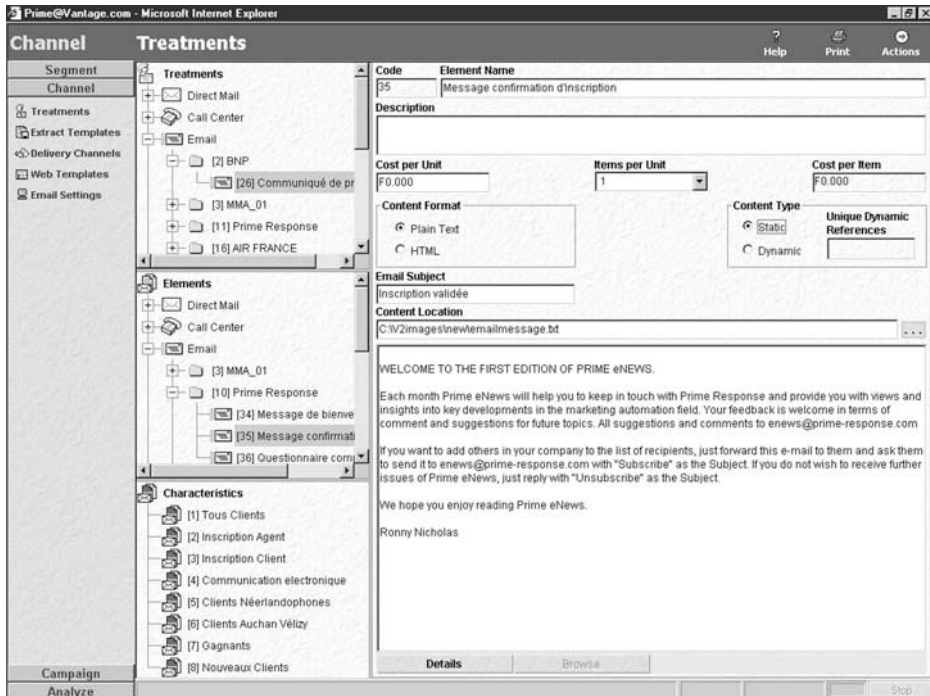 Prime@Vantage.com - Microsoft Internet Explorer
Channel
Treatments
Help
Print
Actions
Segment
Channel
Treatments
Extract Templates
Delivery Channels
Web Templates
Email Settings
Campaign
Analyze
Treatments
Direct Mail
Call Center
Email
[2] BNP
[26] Communiqué de pr
[3] MMA_01
[11] Prime Response
[16] AIR FRANCE
Elements
Direct Mail
Call Center
Email
[3] MMA_01
[10] Prime Response
[34] Message de bienve
[35] Message confirmati
[36] Questionnaire com
Characteristics
[1] Tous Clients
[2] Inscription Agent
[3] Inscription Client
[4] Communication electronique
[5] Clients Néerlandophones
[6] Clients Auchan Vélizy
[7] Gagnants
[8] Nouveaux Clients
Code Element Name
35 Message confirmation d'inscription
Description
Cost per Unit Items per Unit Cost per Item
F0.000 1 F0.000
Content Format
Plain Text
HTML
Content Type
Static
Dynamic
Unique Dynamic
References
Email Subject
Inscription validée
Content Location
C:\V2images\new\emailmessage.txt
...
WELCOME TO THE FIRST EDITION OF PRIME eNEWS.
Each month Prime eNews will help you to keep in touch with Prime Response and provide you with views and
insights into key developments in the marketing automation field. Your feedback is welcome in terms of
comment and suggestions for future topics. All suggestions and comments to enews@prime-response.com
If you want to add others in your company to the list of recipients, just forward this e-mail to them and ask them
to send it to enews@prime-response.com with "Subscribe" as the Subject. If you do not wish to receive further
issues of Prime eNews, just reply with "Unsubscribe" as the Subject.
We hope you enjoy reading Prime eNews.
Ronny Nicholas
Details
Browse
Stop